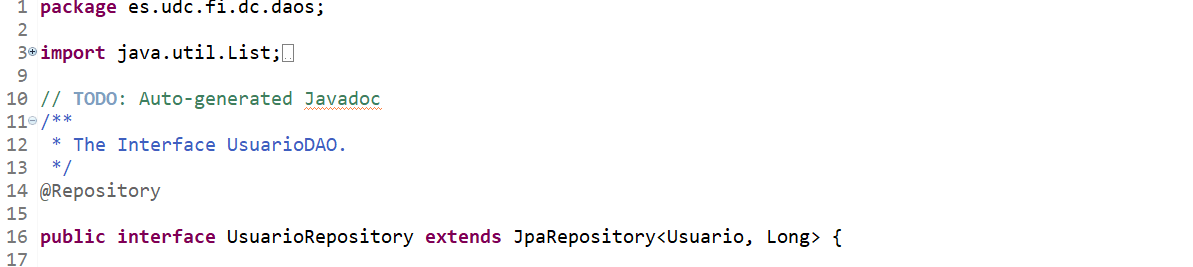 1 package es.udc.fi.dc.daos;
2
3 import java.util.List;
9
10 // TODO: Auto-generated Javadoc
11 /**
12  * The Interface UsuarioDAO.
13  */
14 @Repository
15
16 public interface UsuarioRepository extends JpaRepository<Usuario, Long> {
17